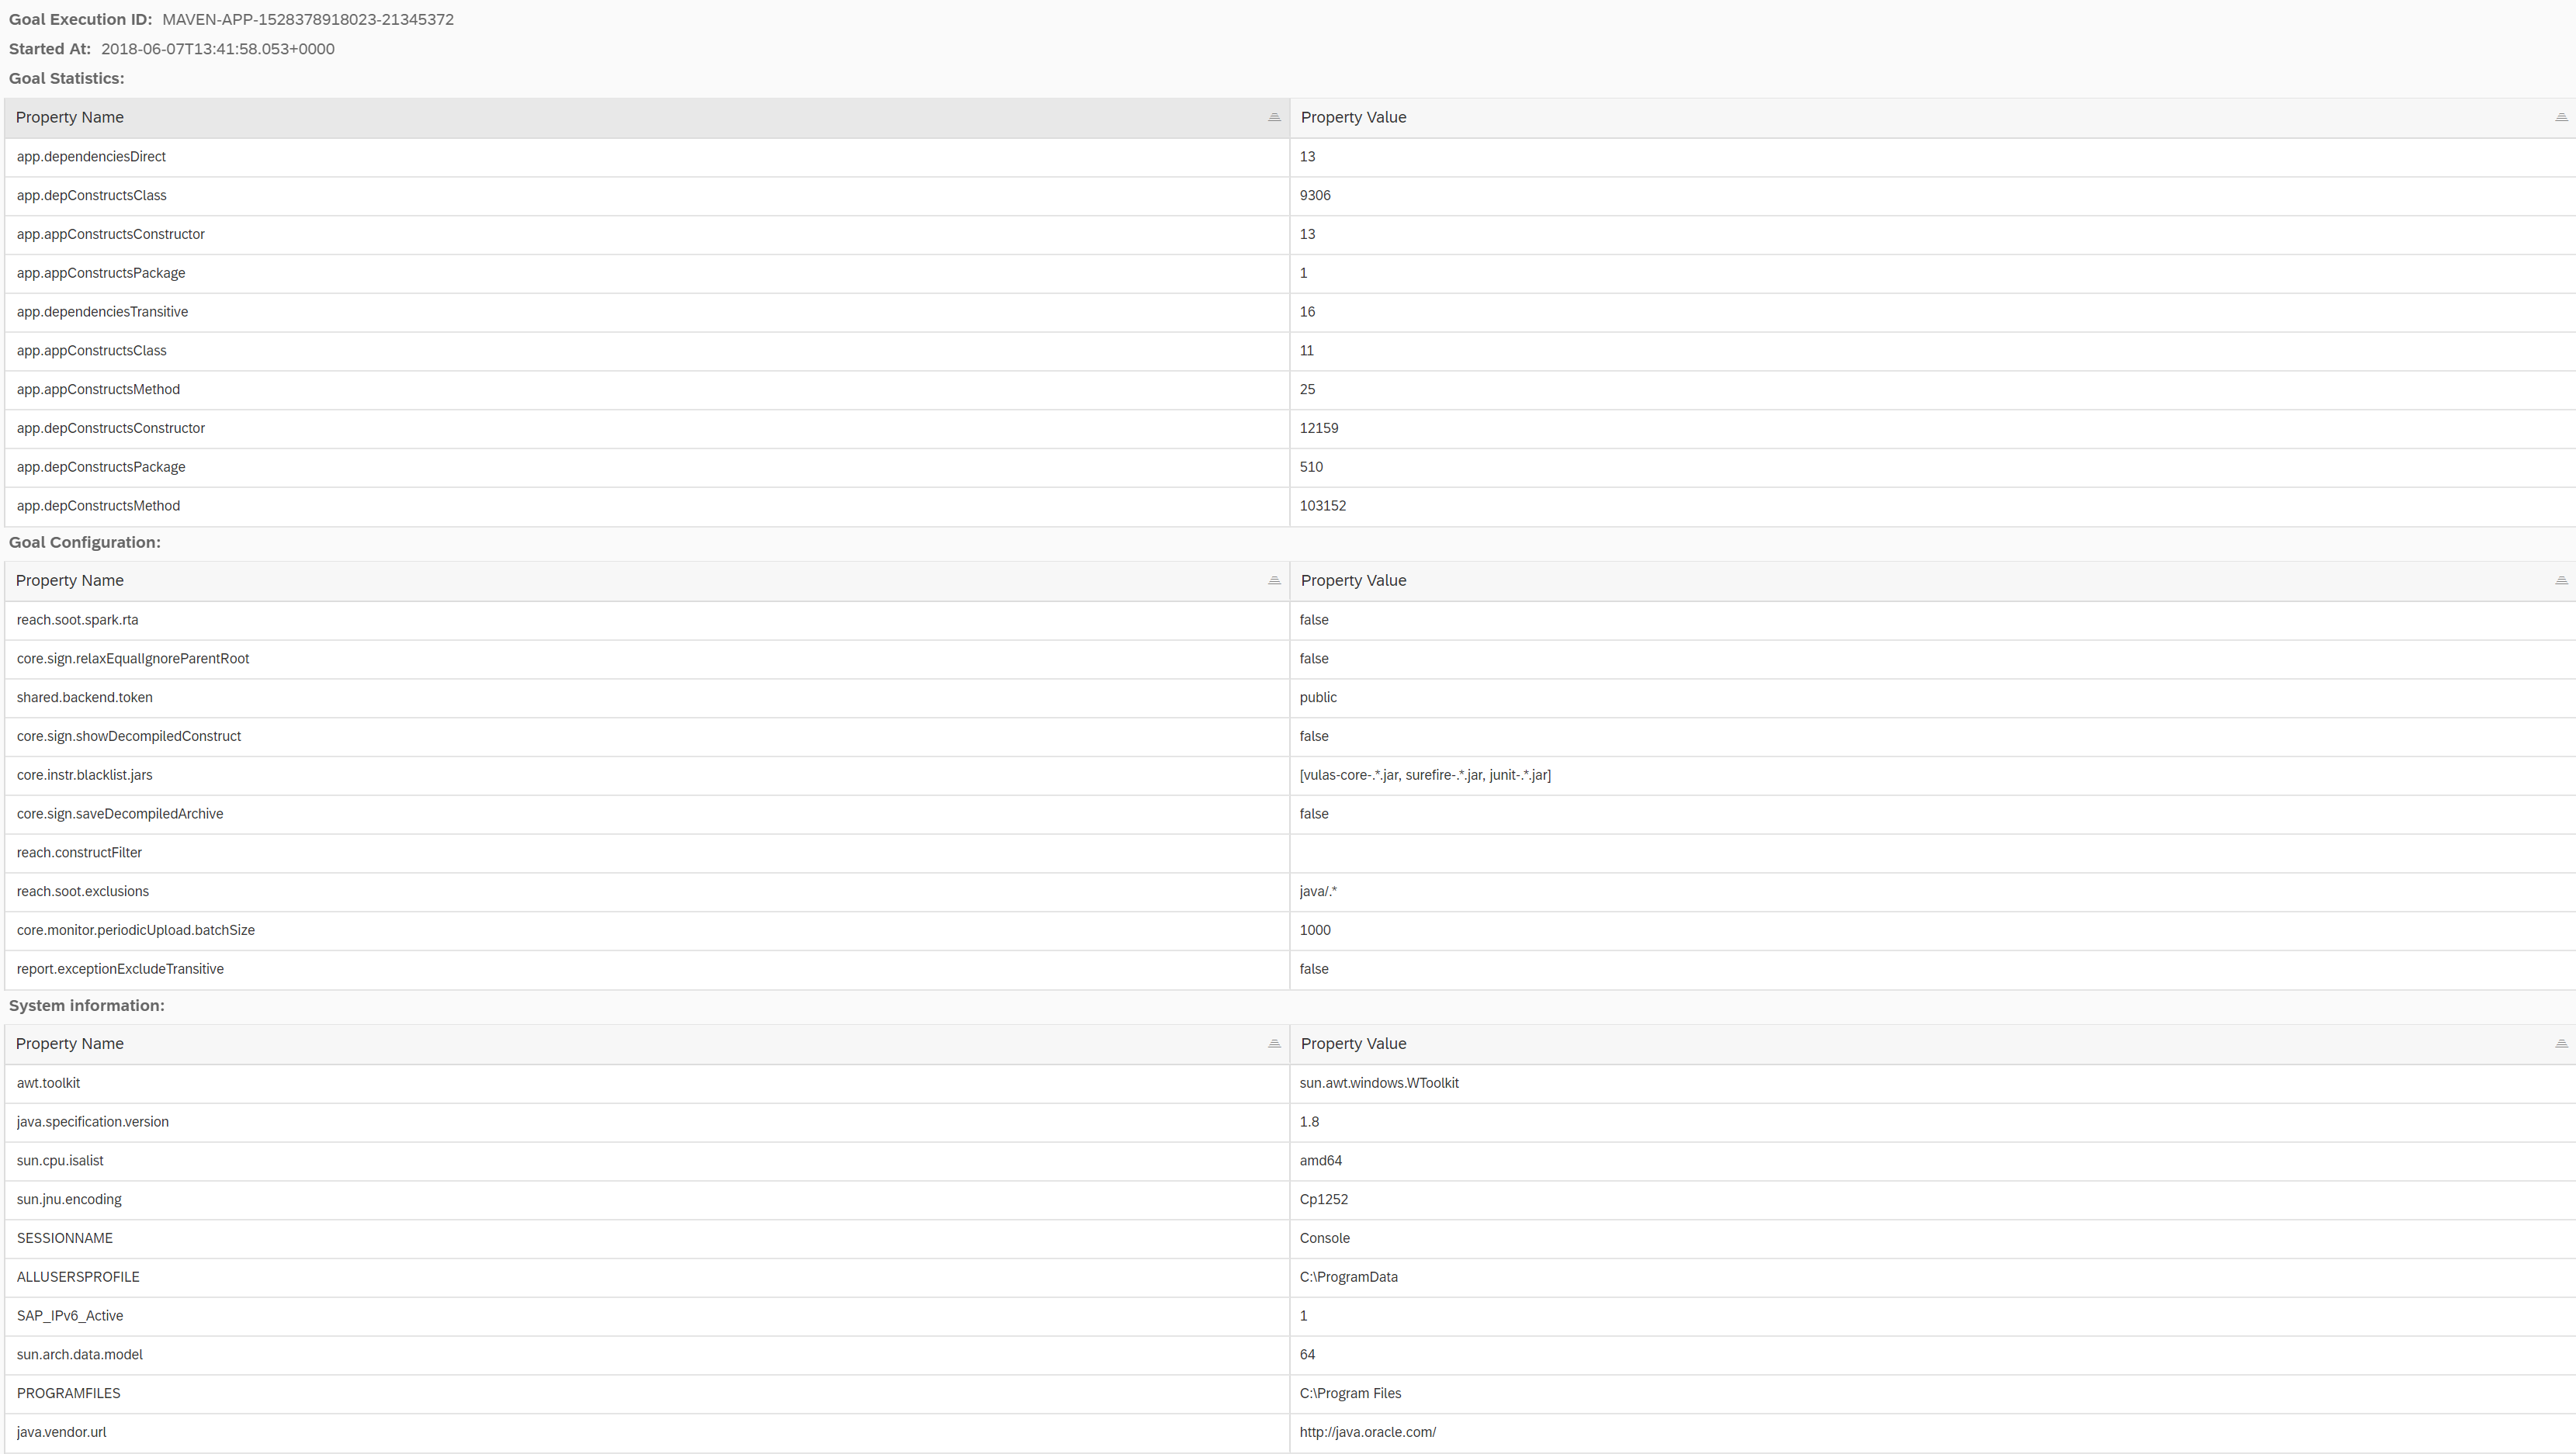 Goal Execution ID: MAVEN-APP-1528378918023-21345372
Started At: 2018-06-07T13:41:58.053+0000
Goal Statistics:
Property Name Property Value
app.dependenciesDirect 13
app.depConstructsClass 9306
app.appConstructsConstructor 13
app.appConstructsPackage 1
app.dependenciesTransitive 16
app.appConstructsClass 11
app.appConstructsMethod 25
app.depConstructsConstructor 12159
app.depConstructsPackage 510
app.depConstructsMethod 103152
Goal Configuration:
Property Name Property Value
reach.soot.spark.rta false
core.sign.relaxEqualIgnoreParentRoot false
shared.backend.token public
core.sign.showDecompiledConstruct false
core.instr.blacklist.jars [vulas-core-.*.jar, surefire-.*.jar, junit-.*.jar]
core.sign.saveDecompiledArchive false
reach.constructFilter
reach.soot.exclusions java/.*
core.monitor.periodicUpload.batchSize 1000
report.exceptionExcludeTransitive false
System information:
Property Name Property Value
awt.toolkit sun.awt.windows.WToolkit
java.specification.version 1.8
sun.cpu.isalist amd64
sun.jnu.encoding Cp1252
SESSIONNAME Console
ALLUSERSPROFILE C:\ProgramData
SAP_IPv6_Active 1
sun.arch.data.model 64
PROGRAMFILES C:\Program Files
java.vendor.url http://java.oracle.com/